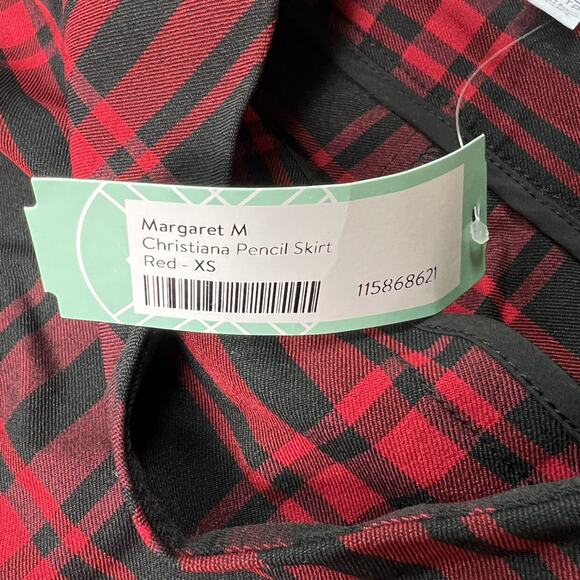 Margaret M
Christiana Pencil Skirt
Red - XS
115868621